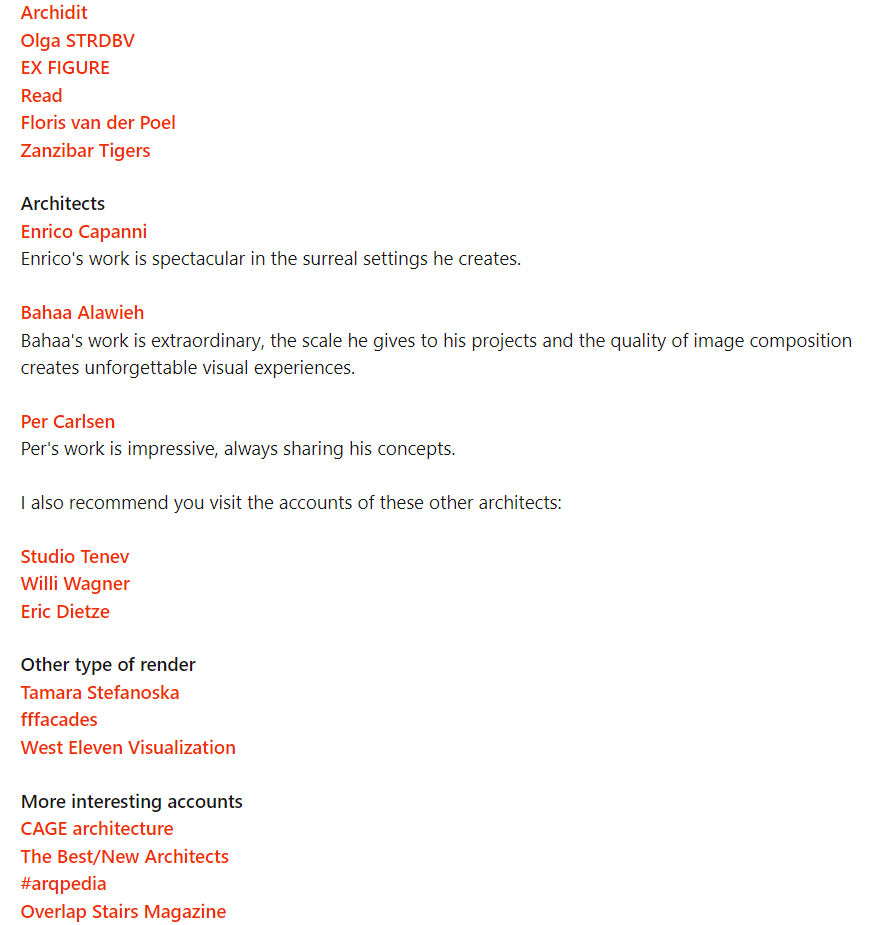 Archidit
Olga STRDBV
EX FIGURE
Read
Floris van der Poel
Zanzibar Tigers
Architects
Enrico Capanni
Enrico's work is spectacular in the surreal settings he creates.
Bahaa Alawieh
Bahaa's work is extraordinary, the scale he gives to his projects and the quality of image composition
creates unforgettable visual experiences.
Per Carlsen
Per's work is impressive, always sharing his concepts.
I also recommend you visit the accounts of these other architects:
Studio Tenev
Willi Wagner
Eric Dietze
Other type of render
Tamara Stefanoska
fffacades
West Eleven Visualization
More interesting accounts
CAGE architecture
The Best/New Architects
#arqpedia
Overlap Stairs Magazine